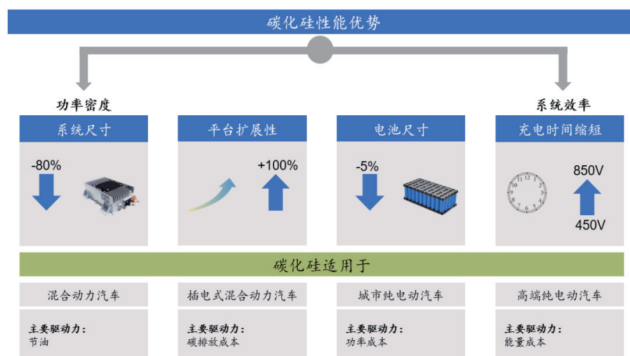 碳化硅性能优势
功率密度
系统效率
系统尺寸
平台扩展性
电池尺寸
充电时间缩短
-80%
+100%
-5%
850V
450V
碳化硅适用于
混合动力汽车
插电式混合动力汽车
城市纯电动汽车
高端纯电动汽车
主要驱动力：
节油
主要驱动力：
碳排放成本
主要驱动力：
功率成本
主要驱动力：
能量成本